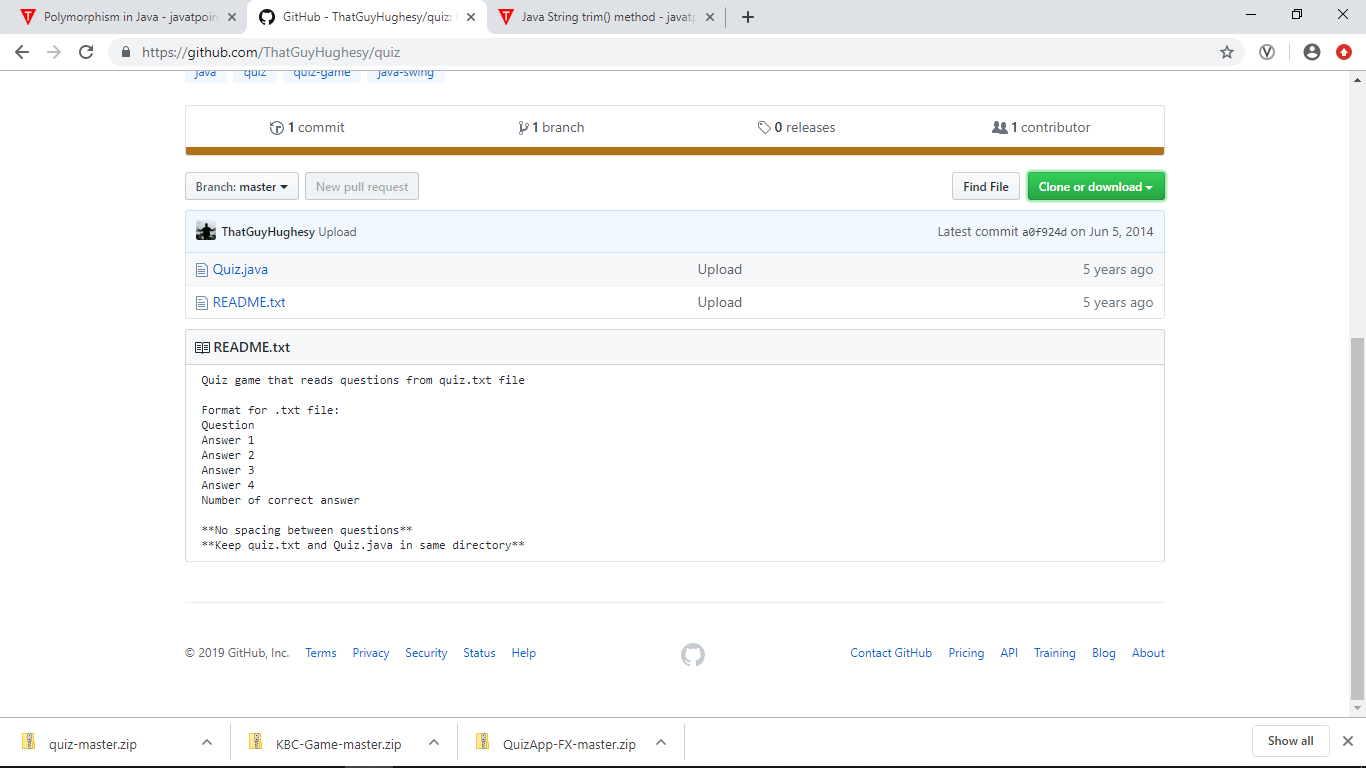 Polymorphism in Java - javatpoin
GitHub - ThatGuyHughesy/quiz:
Java String trim() method - javatp
https://github.com/ThatGuyHughesy/quiz
java quiz quiz-game java-swing
1 commit 1 branch 0 releases 1 contributor
Branch: master New pull request Find File Clone or download
ThatGuyHughesy Upload Latest commit a0f924d on Jun 5, 2014
Quiz.java Upload 5 years ago
README.txt Upload 5 years ago
README.txt
Quiz game that reads questions from quiz.txt file
Format for .txt file:
Question
Answer 1
Answer 2
Answer 3
Answer 4
Number of correct answer
**No spacing between questions**
**Keep quiz.txt and Quiz.java in same directory**
© 2019 GitHub, Inc. Terms Privacy Security Status Help Contact GitHub Pricing API Training Blog About
quiz-master.zip KBC-Game-master.zip QuizApp-FX-master.zip Show all